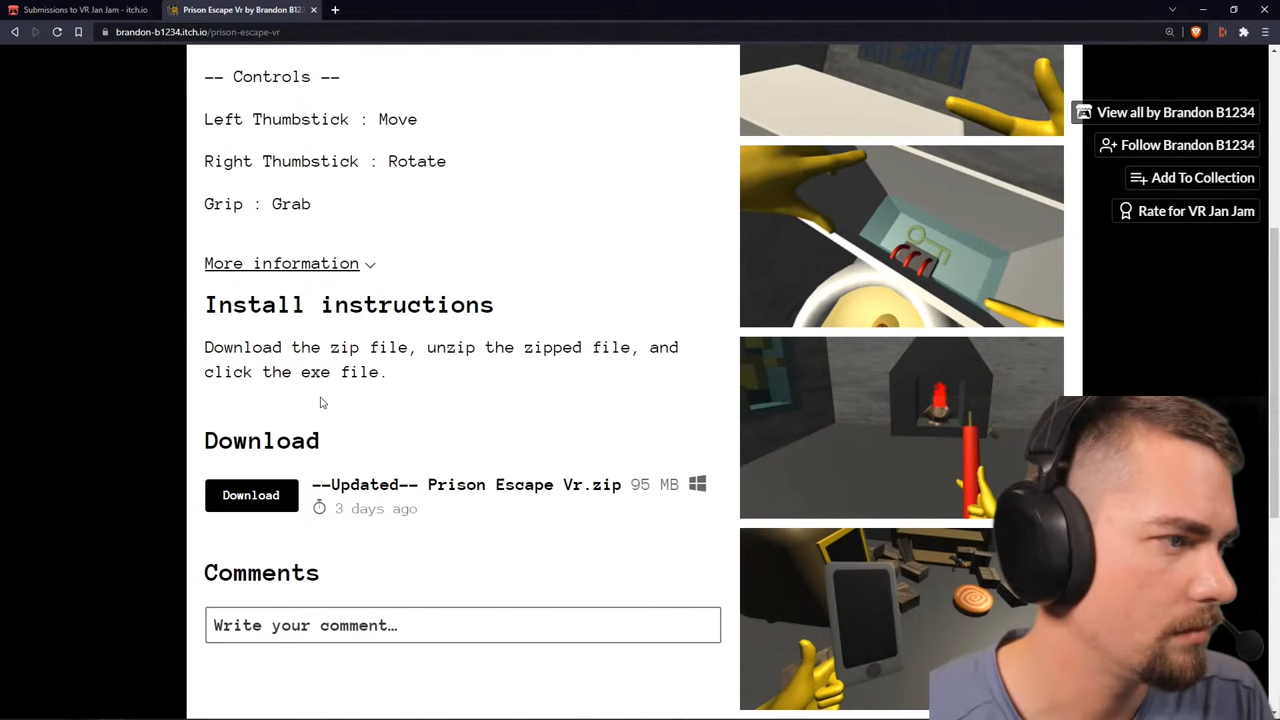 Submissions to VR Jan Jam - itch.io
Prison Escape Vr by Brandon B12
brandon-b1234.itch.io/prison-escape-vr
-- Controls --
Left Thumbstick : Move
Right Thumbstick : Rotate
Grip : Grab
More information
Install instructions
Download the zip file, unzip the zipped file, and
click the exe file.
Download
Download
--Updated-- Prison Escape Vr.zip 95 MB
3 days ago
Comments
Write your comment…
View all by Brandon B1234
Follow Brandon B1234
Add To Collection
Rate for VR Jan Jam